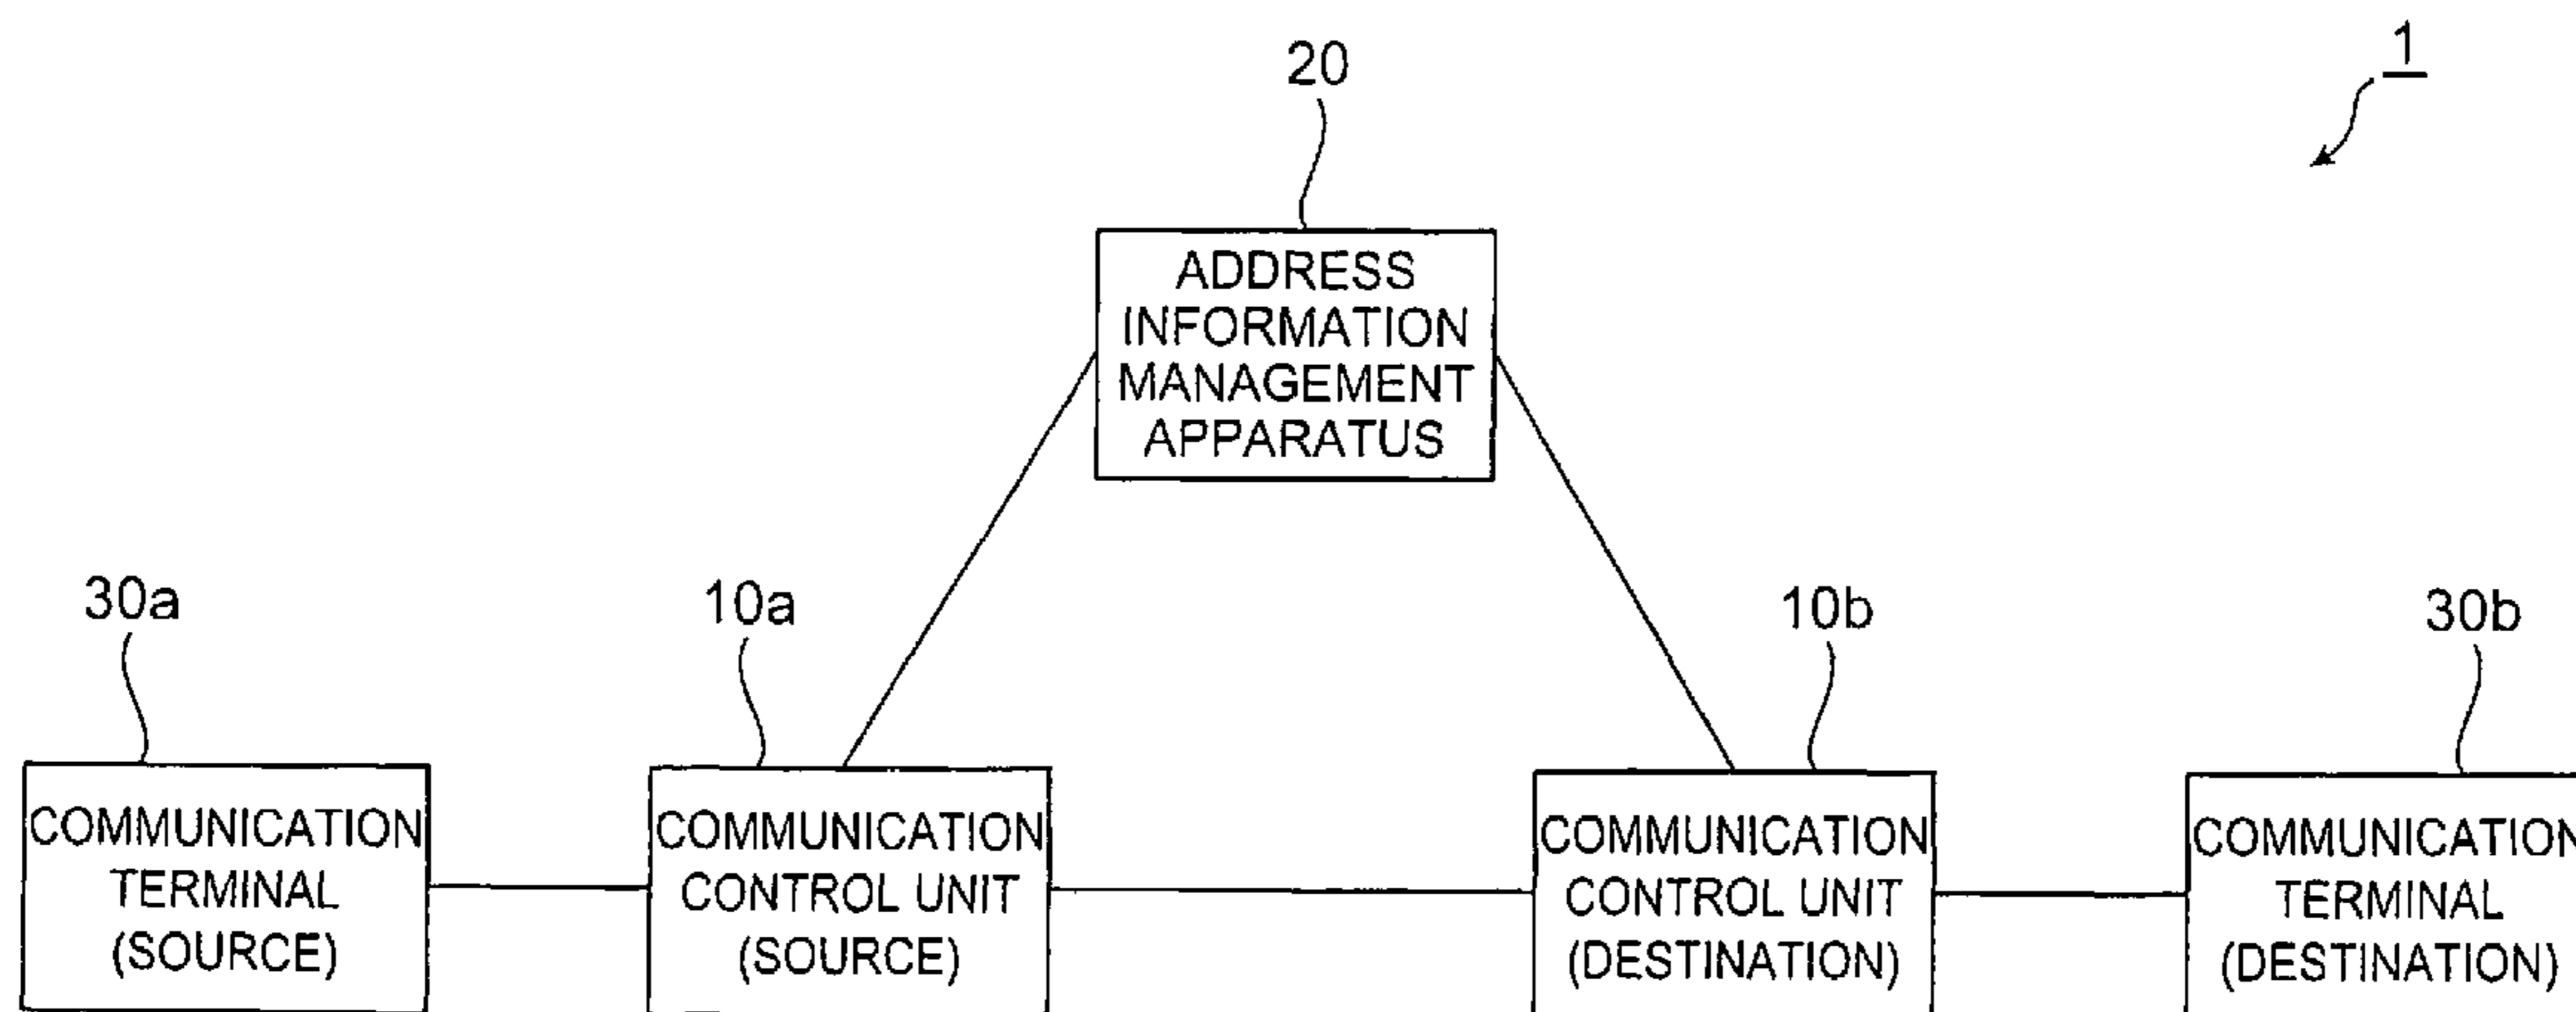 1
20
ADDRESS
INFORMATION
MANAGEMENT
APPARATUS
30a
10a
10b
30b
COMMUNICATION
TERMINAL
(SOURCE)
COMMUNICATION
CONTROL UNIT
(SOURCE)
COMMUNICATION
CONTROL UNIT
(DESTINATION)
COMMUNICATION
TERMINAL
(DESTINATION)